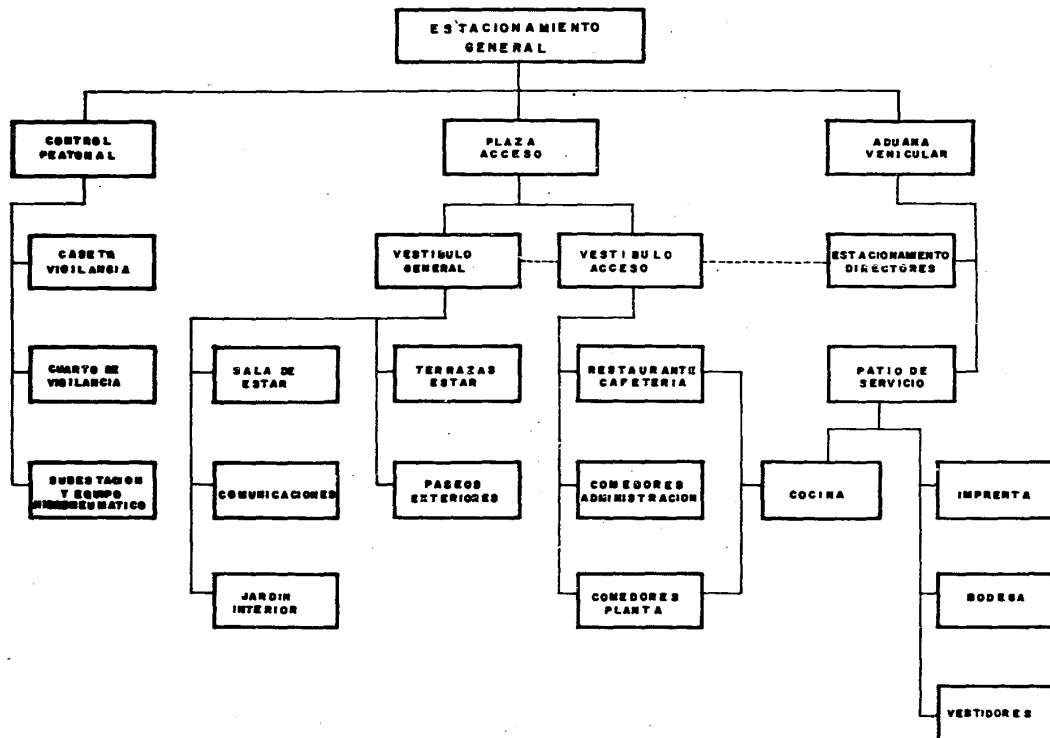 ESTACIONAMIENTO
GENERAL
CONTROL
PEATONAL
PLAZA
ACCESO
ADUANA
VEHICULAR
CASETA
VIGILANCIA
VESTIBULO
GENERAL
VESTIBULO
ACCESO
ESTACIONAMIENTO
DIRECTORES
CUARTO DE
VIGILANCIA
SALA DE
ESTAR
TERRAZAS
ESTAR
RESTAURANTE
CAFETERIA
PATIO DE
SERVICIO
SUBESTACION
Y EQUIPO
HIDRONEUMATICO
COMUNICACIONES
PASEOS
EXTERIORES
COMEDORES
ADMINISTRACION
COCINA
IMPRENTA
JARDIN
INTERIOR
COMEDORES
PLANTA
BODEGA
VESTIDORES